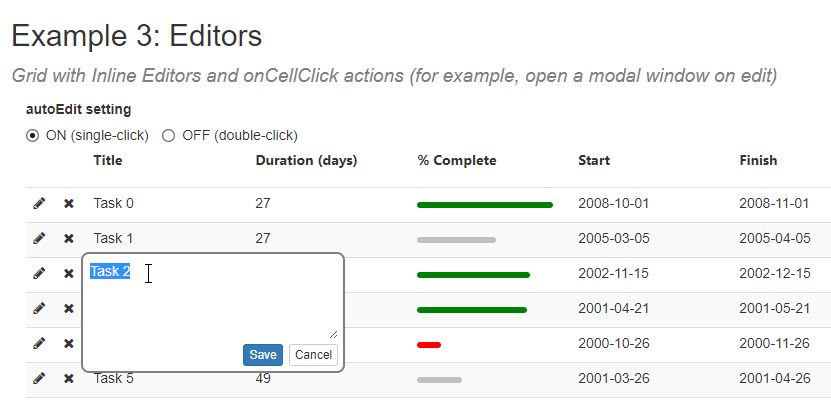 Example 3: Editors
Grid with Inline Editors and onCellClick actions (for example, open a modal window on edit)
autoEdit setting
ON (single-click) OFF (double-click)
Title Duration (days) % Complete Start Finish
Task 0 27 2008-10-01 2008-11-01
Task 1 27 2005-03-05 2005-04-05
Task 2 2002-11-15 2002-12-15
2001-04-21 2001-05-21
2000-10-26 2000-11-26
Save Cancel
Task 5 49 2001-03-26 2001-04-26